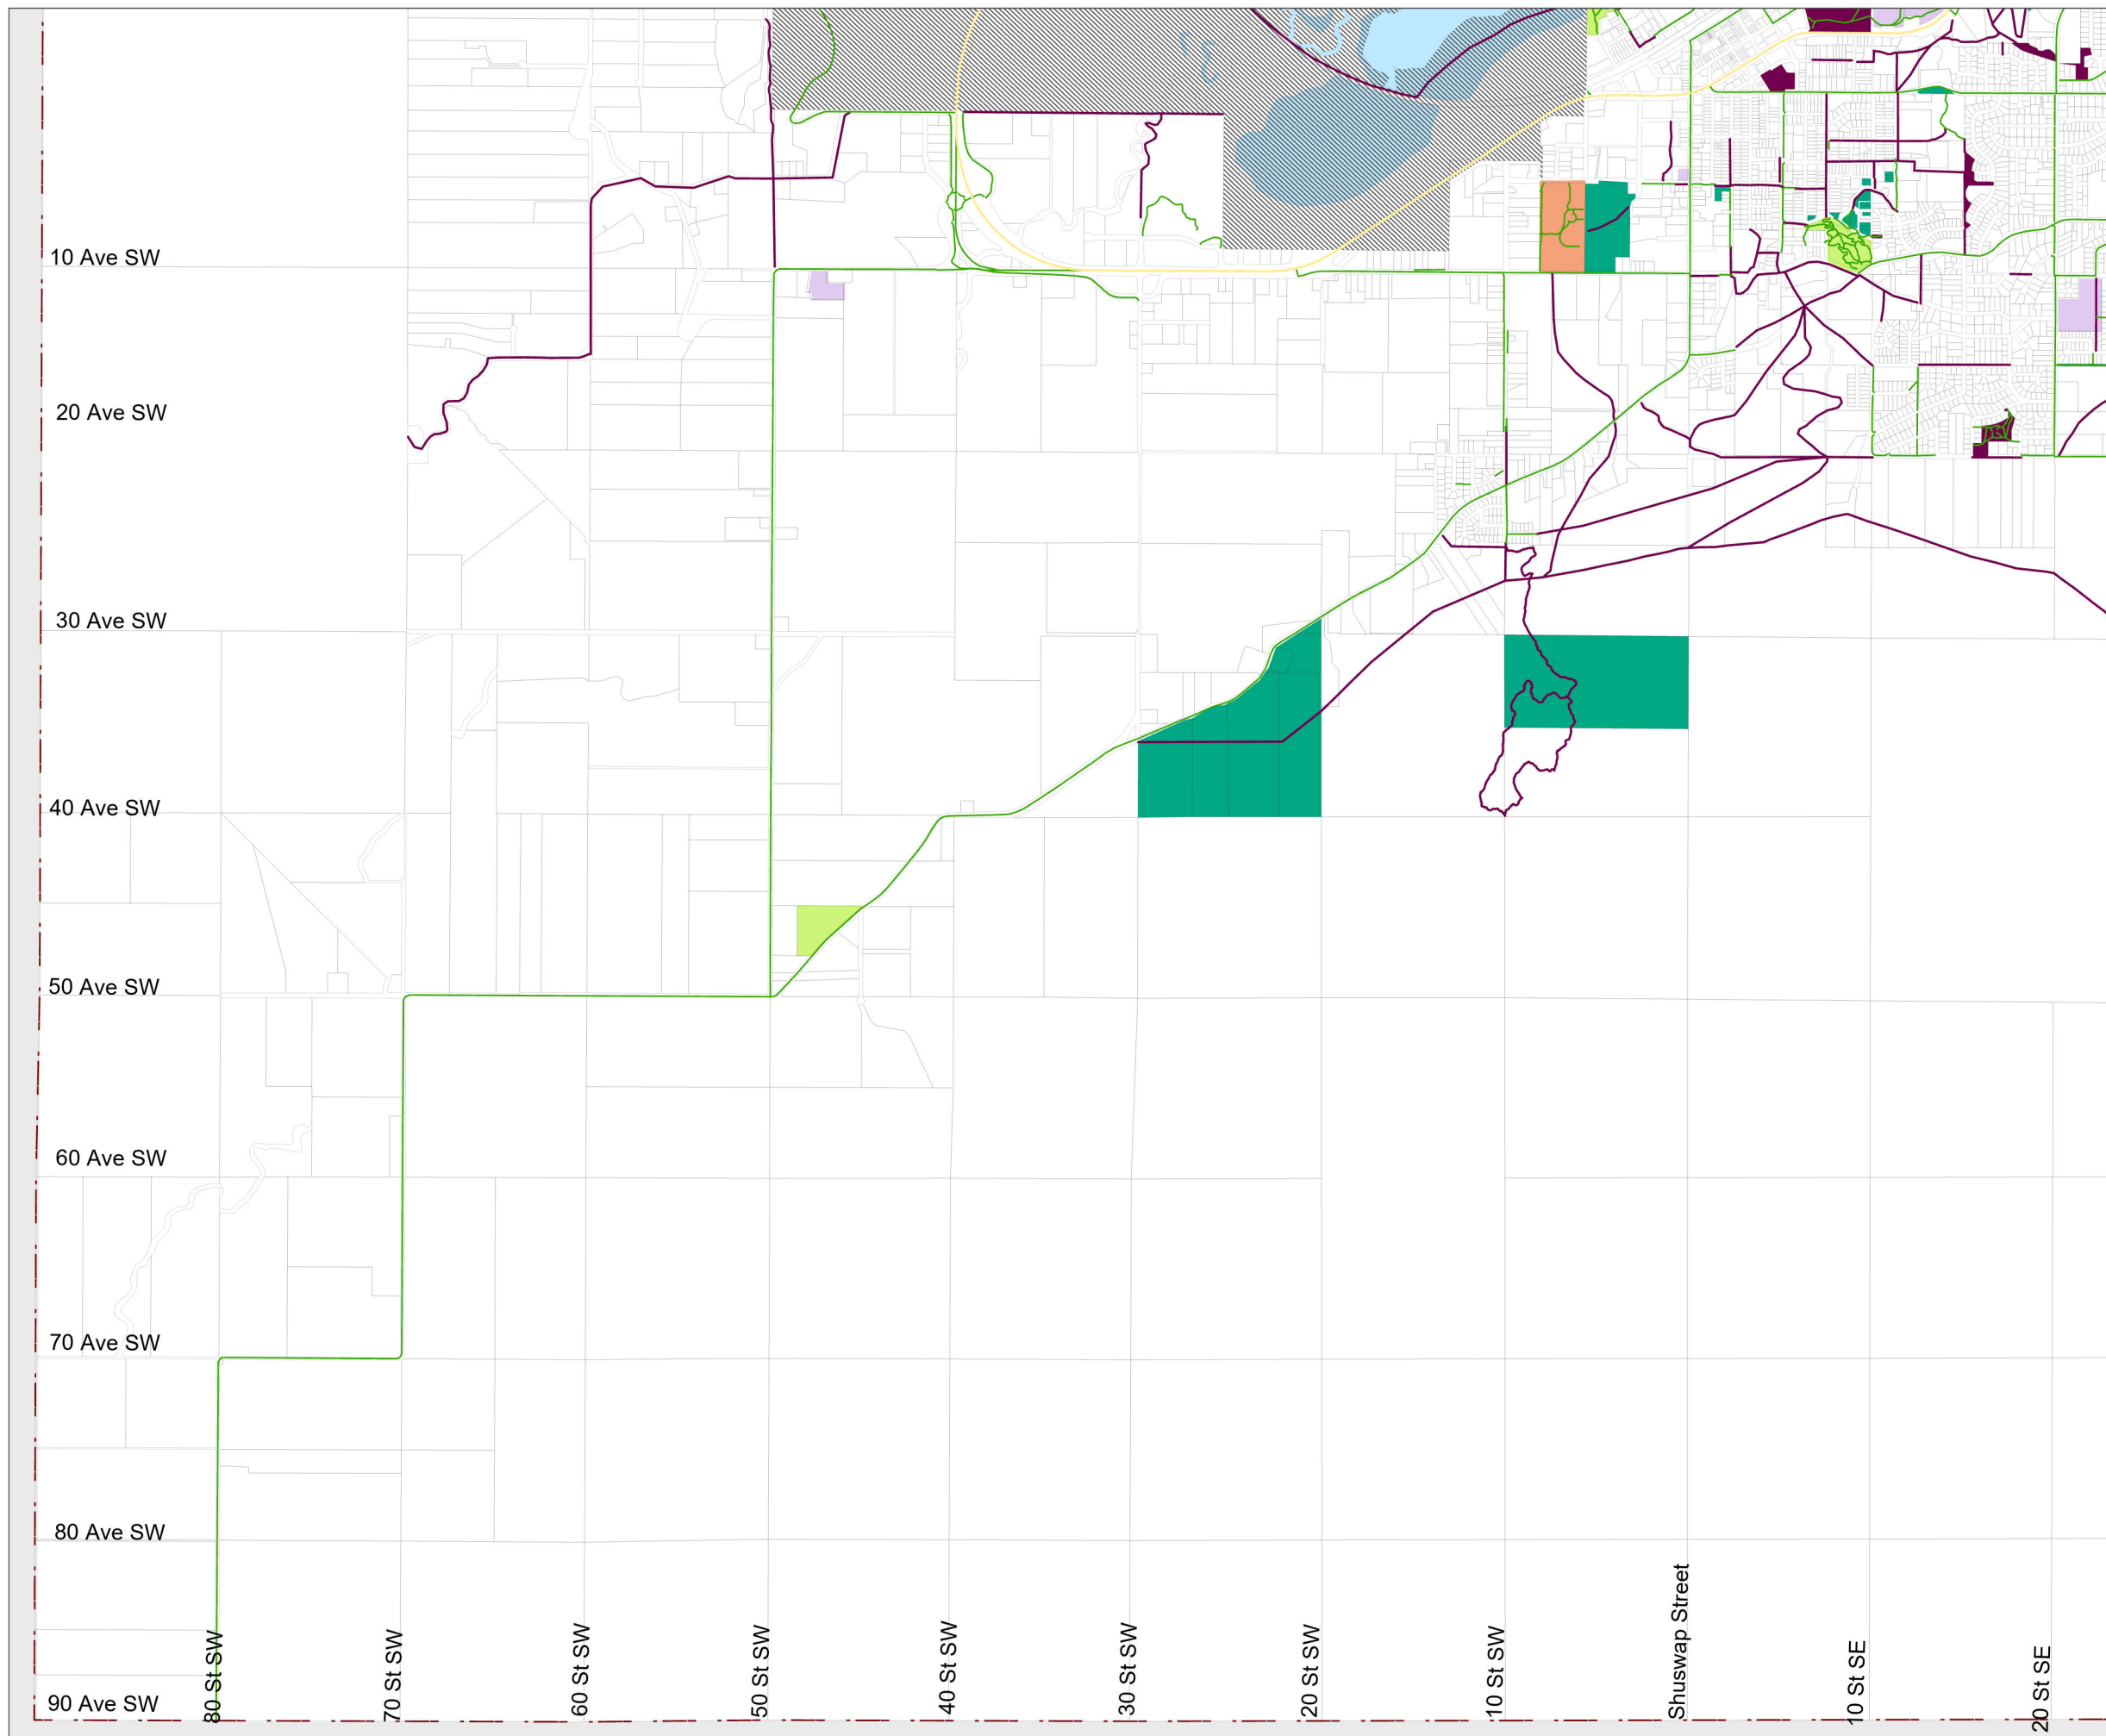 10 Ave SW
20 Ave SW
30 Ave SW
40 Ave SW
50 Ave SW
60 Ave SW
70 Ave SW
80 Ave SW
90 Ave SW
80 St SW
70 St SW
60 St SW
50 St SW
40 St SW
30 St SW
20 St SW
10 St SW
Shuswap Street
10 St SE
20 St SE